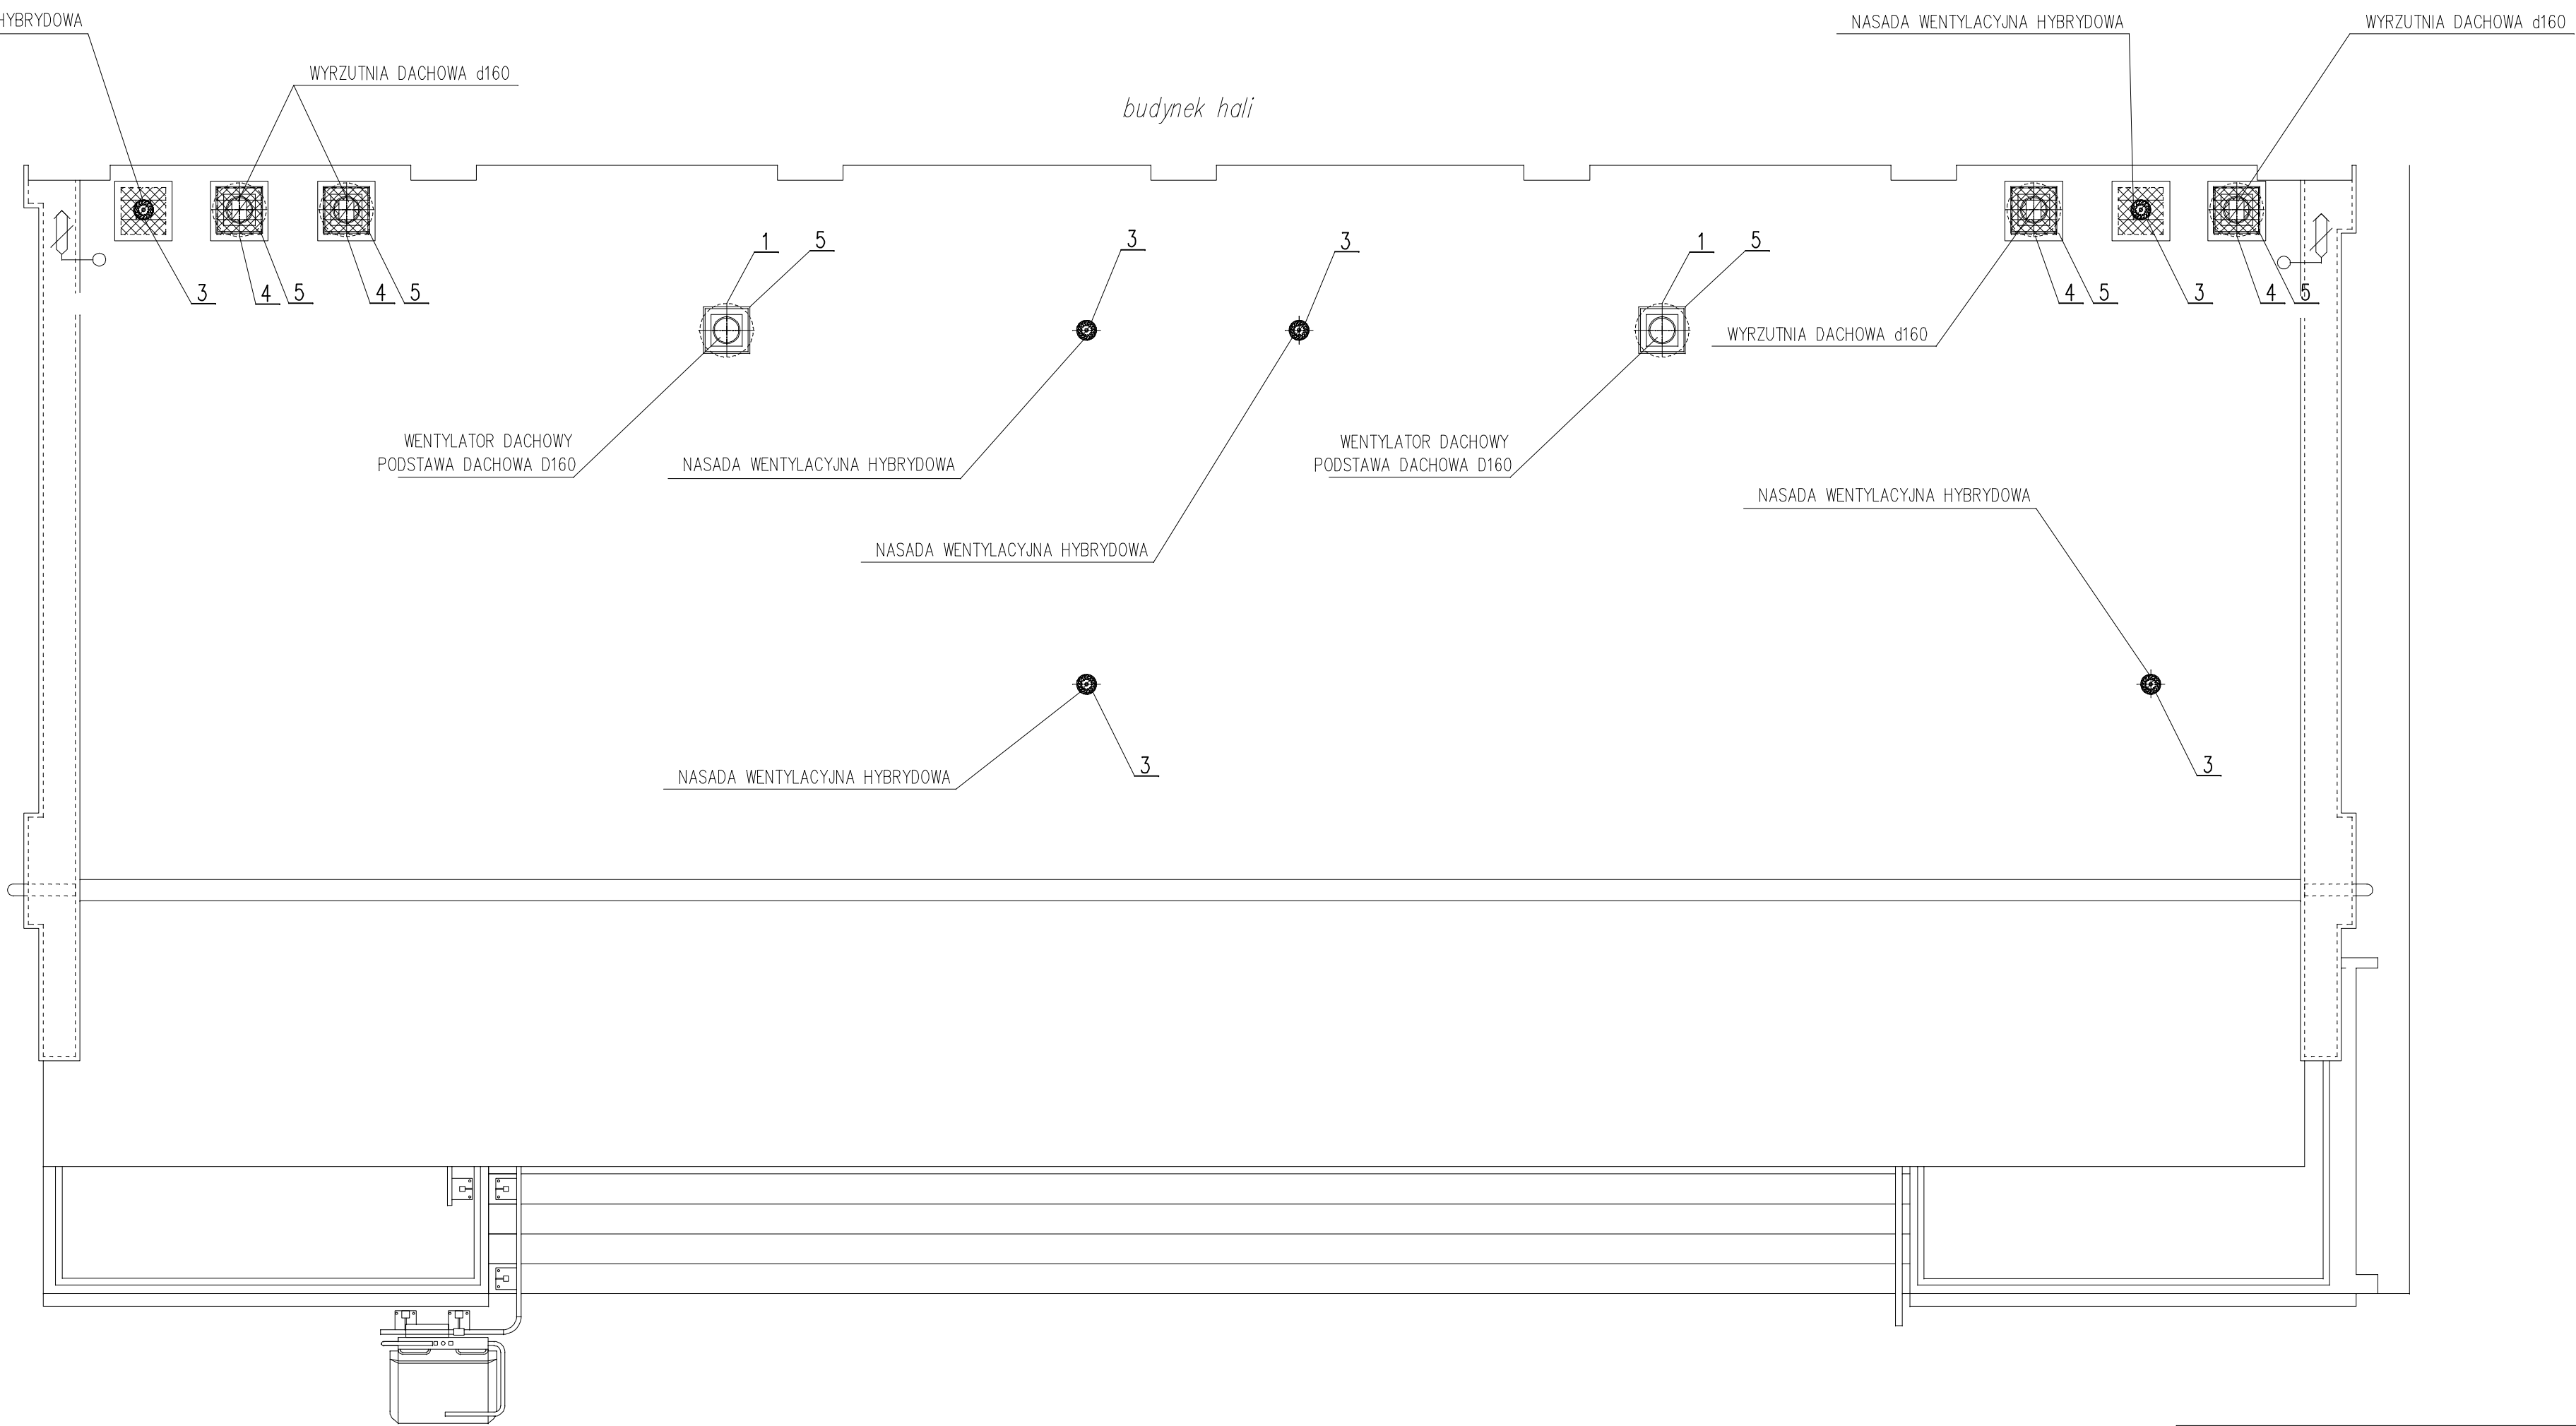 HYBRYDOWA
NASADA WENTYLACYJNA HYBRYDOWA
WYRZUTNIA DACHOWA d160
WYRZUTNIA DACHOWA d160
budynek hali
3
4
5
4
5
1
5
3
3
1
5
4
5
3
4
5
WYRZUTNIA DACHOWA d160
WENTYLATOR DACHOWY
PODSTAWA DACHOWA D160
NASADA WENTYLACYJNA HYBRYDOWA
WENTYLATOR DACHOWY
PODSTAWA DACHOWA D160
NASADA WENTYLACYJNA HYBRYDOWA
NASADA WENTYLACYJNA HYBRYDOWA
NASADA WENTYLACYJNA HYBRYDOWA
3
3